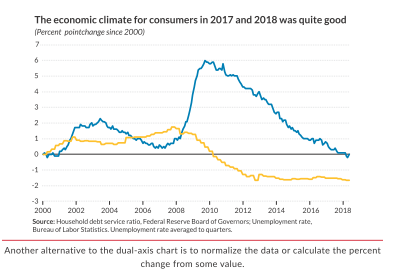 The economic climate for consumers in 2017 and 2018 was quite good
(Percent pointchange since 2000)
7
6
5
4
3
2
1
0
-1
-2
-3
2000 2002 2004 2006 2008 2010 2012 2014 2016 2018
Source: Household debt service ratio, Federal Reserve Board of Governors; Unemployment rate,
Bureau of Labor Statistics. Unemployment rate averaged to quarters.
Another alternative to the dual-axis chart is to normalize the data or calculate the percent
change from some value.